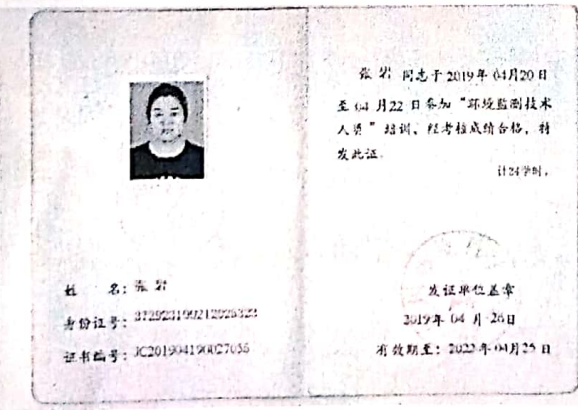 张岩 同志于2019年04月20日
至04月22日参加“环境监测技术
人员”培训、经考核成绩合格，特
发此证.
计24学时.
姓 名：张岩
身份证号：
证书编号：JC201904190027056
发证单位盖章
2019年04月26日
有效期至：2022年04月25日